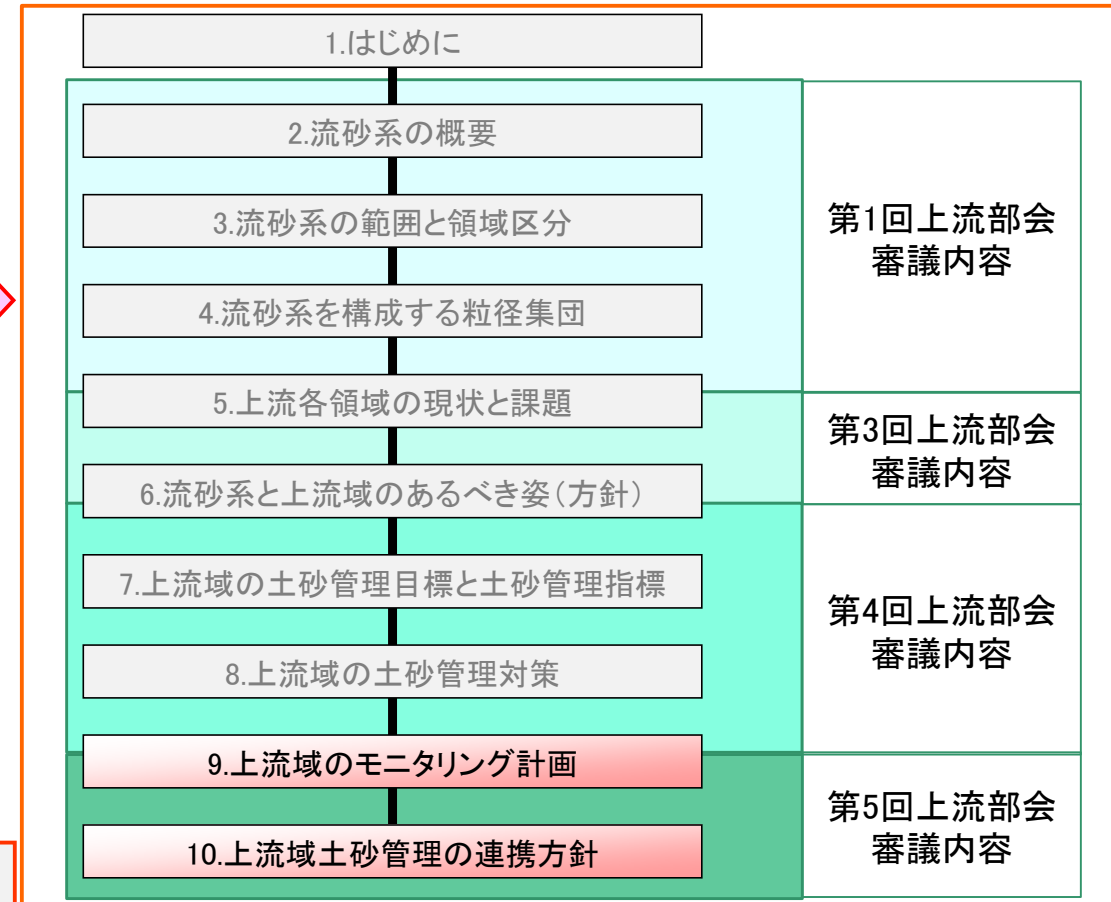 1.はじめに
2.流砂系の概要
3.流砂系の範囲と領域区分
4.流砂系を構成する粒径集団
第1回上流部会
審議内容
5.上流各領域の現状と課題
第3回上流部会
審議内容
6.流砂系と上流域のあるべき姿(方針)
7.上流域の土砂管理目標と土砂管理指標
8.上流域の土砂管理対策
第4回上流部会
審議内容
9.上流域のモニタリング計画
10.上流域土砂管理の連携方針
第5回上流部会
審議内容